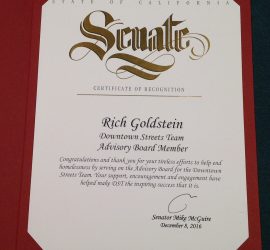 STATE OF CALIFORNIA
Senate
CERTIFICATE OF RECOGNITION
Rich Goldstein
Downtown Streets Team
Advisory Board Member
Congratulations and thank you for your tireless efforts to help end
homelessness by serving on the Advisory Board for the Downtown
Streets Team. Your support, encouragement and engagement have
helped make DST the inspiring success that it is.
Senator Mike McGuire
December 8, 2016